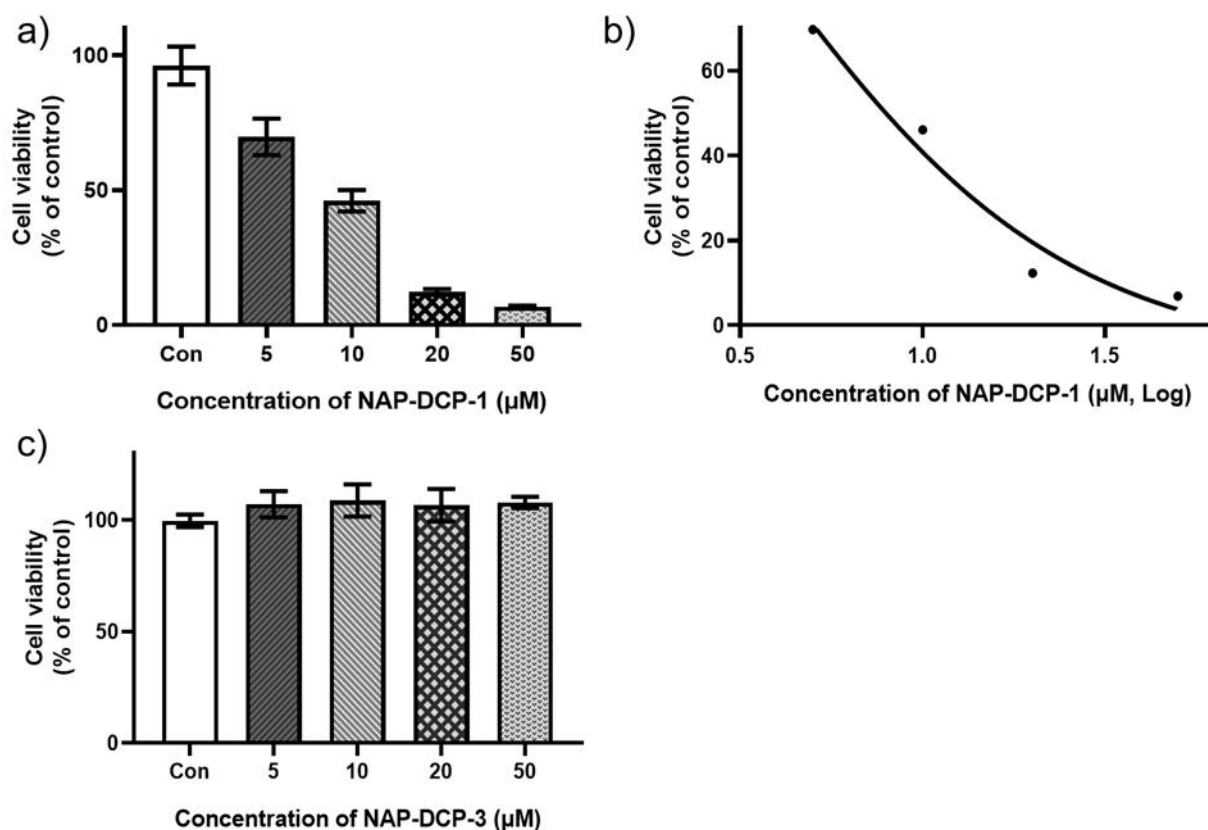 a)
Cell viability
(% of control)
100
50
0
Con 5 10 20 50
Concentration of NAP-DCP-1 (µM)
b)
Cell viability
(% of control)
60
40
20
0
0.5 1.0 1.5
Concentration of NAP-DCP-1 (µM, Log)
c)
Cell viability
(% of control)
100
50
0
Con 5 10 20 50
Concentration of NAP-DCP-3 (µM)